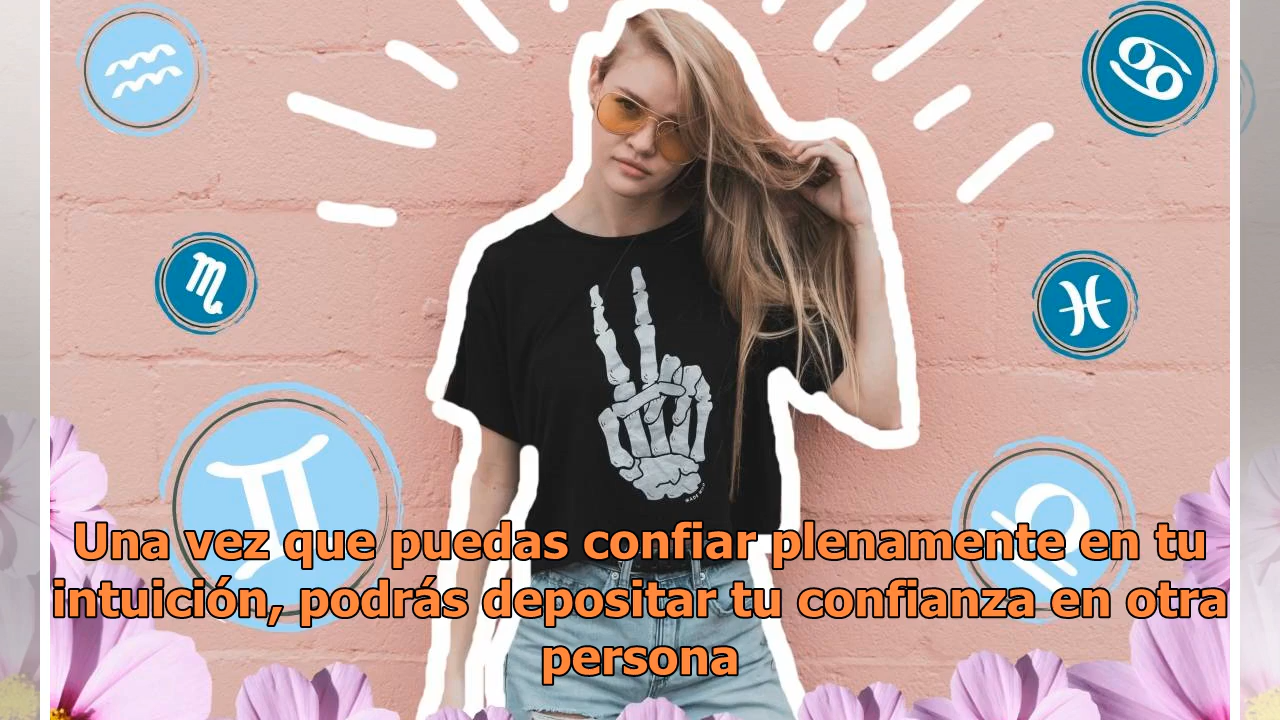 Una vez que puedas confiar plenamente en tu
intuición, podrás depositar tu confianza en otra
persona